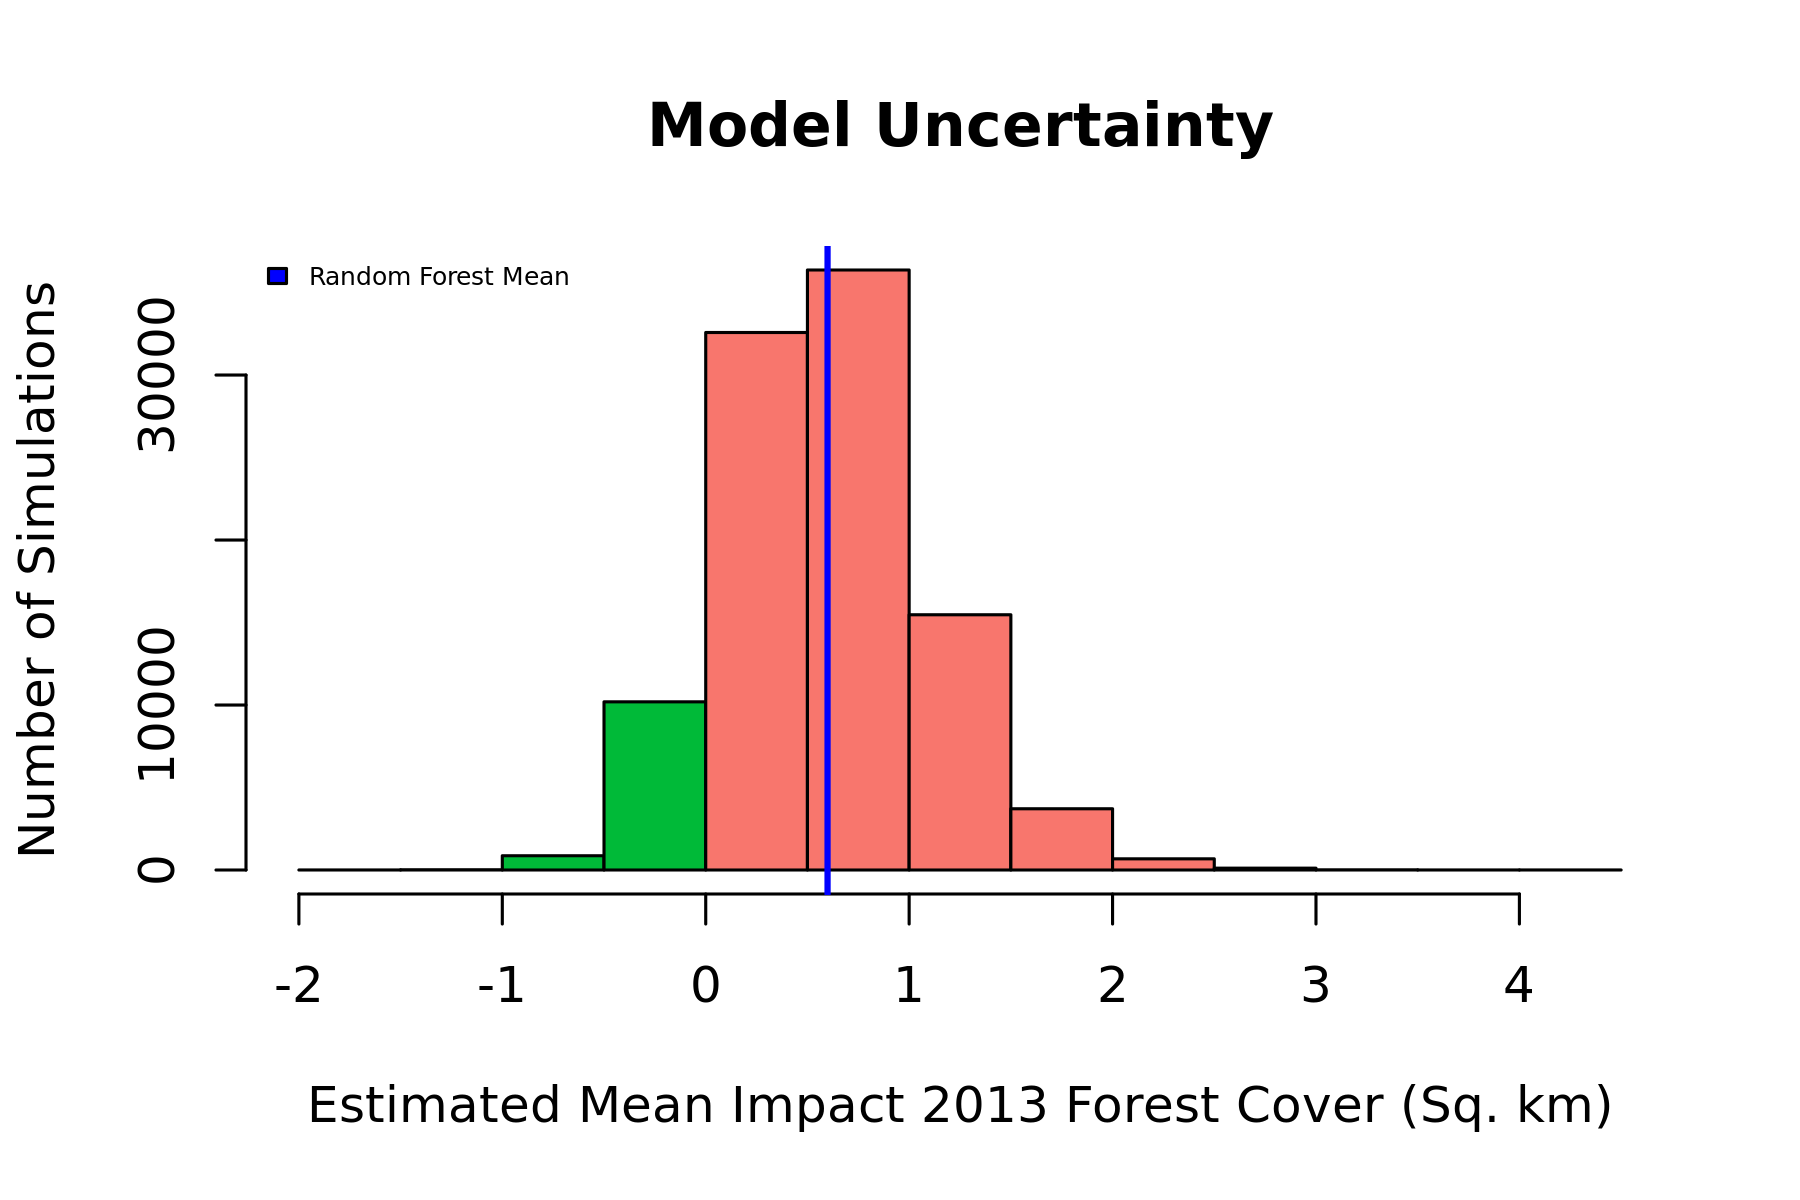 Model Uncertainty
Random Forest Mean
Number of Simulations
30000
10000
0
-2 -1 0 1 2 3 4
Estimated Mean Impact 2013 Forest Cover (Sq. km)